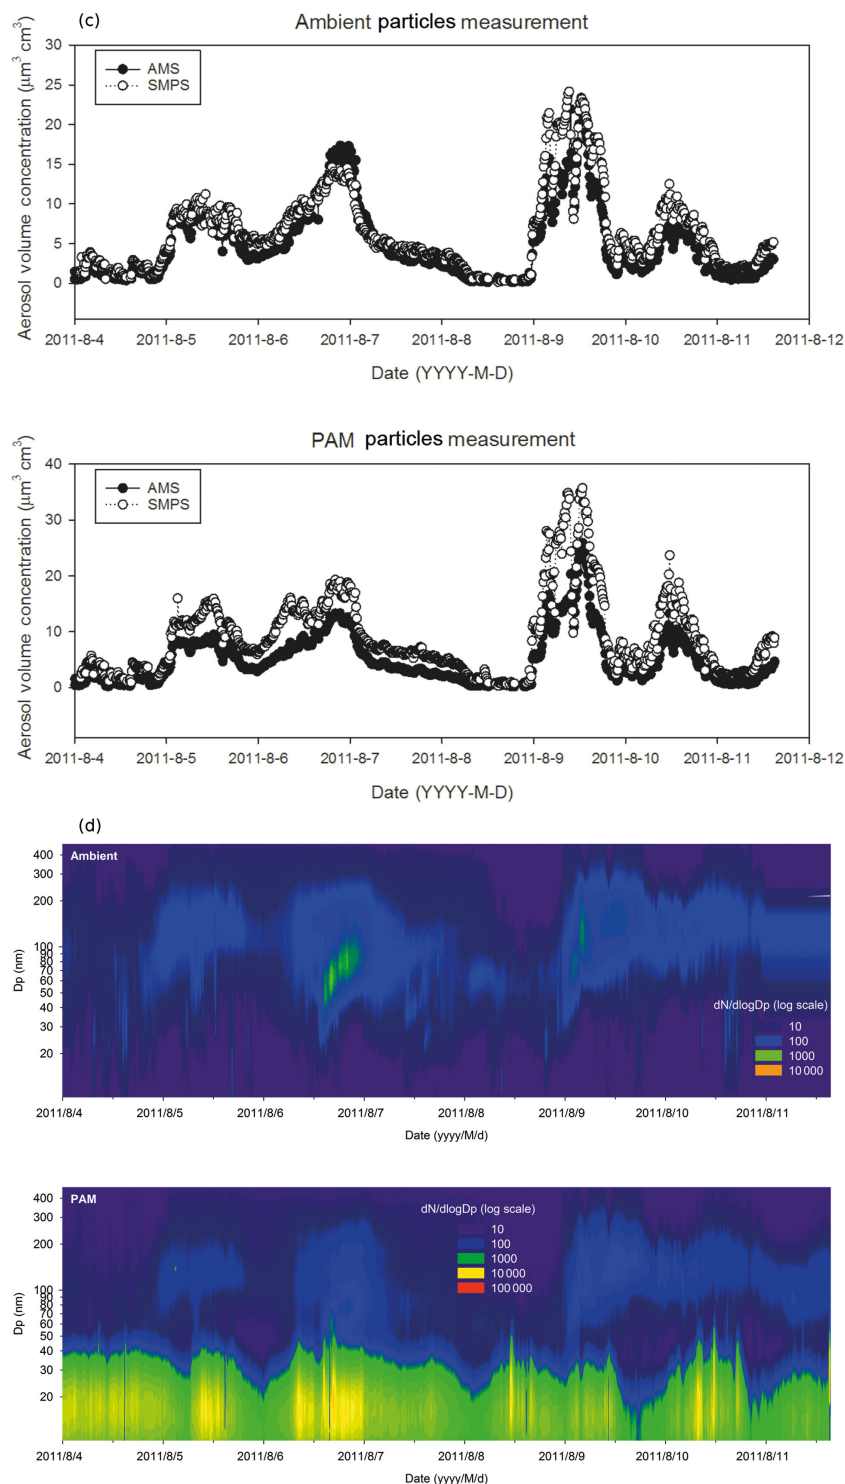 (c)
Ambient particles measurement
Aerosol volume concentration (µm³ cm³)
30
25
20
15
10
5
0
AMS
SMPS
2011-8-4 2011-8-5 2011-8-6 2011-8-7 2011-8-8 2011-8-9 2011-8-10 2011-8-11 2011-8-12
Date (YYYY-M-D)
PAM particles measurement
Aerosol volume concentration (µm³ cm³)
40
30
20
10
0
AMS
SMPS
2011-8-4 2011-8-5 2011-8-6 2011-8-7 2011-8-8 2011-8-9 2011-8-10 2011-8-11 2011-8-12
Date (YYYY-M-D)
(d)
Ambient
Dp (nm)
400
300
200
100
90
80
70
60
50
40
30
20
dN/dlogDp (log scale)
10
100
1000
10 000
2011/8/4 2011/8/5 2011/8/6 2011/8/7 2011/8/8 2011/8/9 2011/8/10 2011/8/11
Date (yyyy/M/d)
PAM
Dp (nm)
400
300
200
100
90
80
70
60
50
40
30
20
dN/dlogDp (log scale)
10
100
1000
10 000
100 000
2011/8/4 2011/8/5 2011/8/6 2011/8/7 2011/8/8 2011/8/9 2011/8/10 2011/8/11
Date (yyyy/M/d)